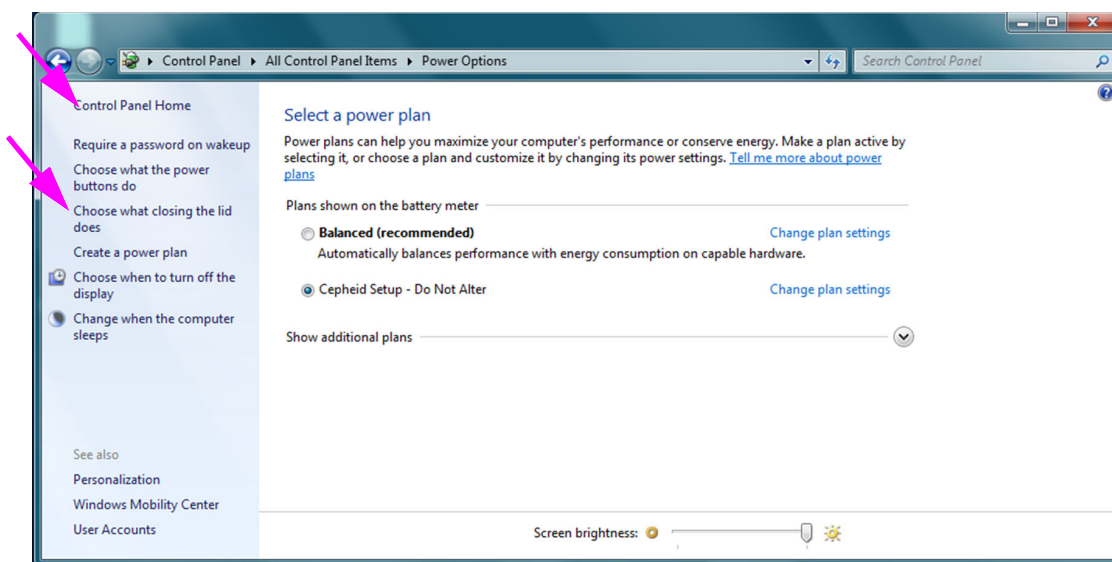 Control Panel All Control Panel Items Power Options
Search Control Panel
Control Panel Home
Require a password on wakeup
Choose what the power
buttons do
Choose what closing the lid
does
Create a power plan
Choose when to turn off the
display
Change when the computer
sleeps
See also
Personalization
Windows Mobility Center
User Accounts
Select a power plan
Power plans can help you maximize your computer's performance or conserve energy. Make a plan active by
selecting it, or choose a plan and customize it by changing its power settings. Tell me more about power
plans
Plans shown on the battery meter
Balanced (recommended) Change plan settings
Automatically balances performance with energy consumption on capable hardware.
Cepheid Setup - Do Not Alter Change plan settings
Show additional plans
Screen brightness: